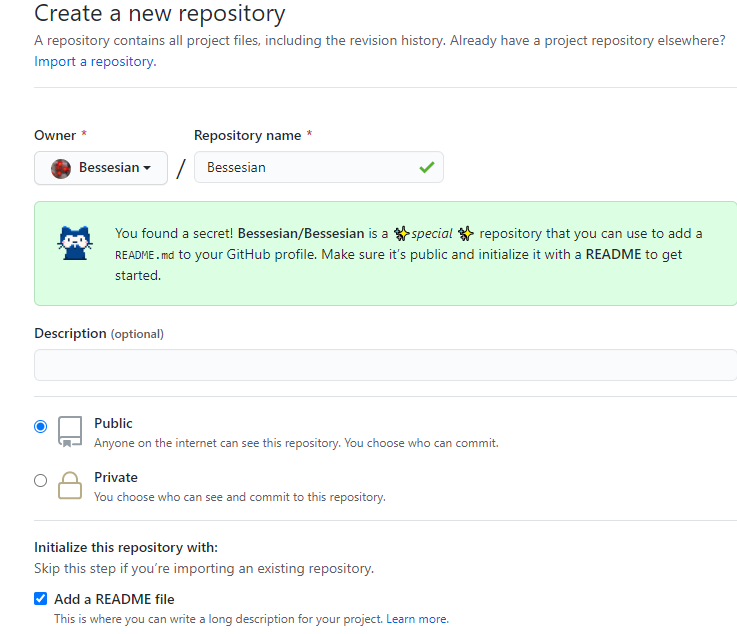 Create a new repository
A repository contains all project files, including the revision history. Already have a project repository elsewhere?
Import a repository.
Owner *
Repository name *
Bessesian
/
Bessesian
You found a secret! Bessesian/Bessesian is a ✨special ✨ repository that you can use to add a
README.md to your GitHub profile. Make sure it's public and initialize it with a README to get
started.
Description (optional)
Public
Anyone on the internet can see this repository. You choose who can commit.
Private
You choose who can see and commit to this repository.
Initialize this repository with:
Skip this step if you're importing an existing repository.
Add a README file
This is where you can write a long description for your project. Learn more.